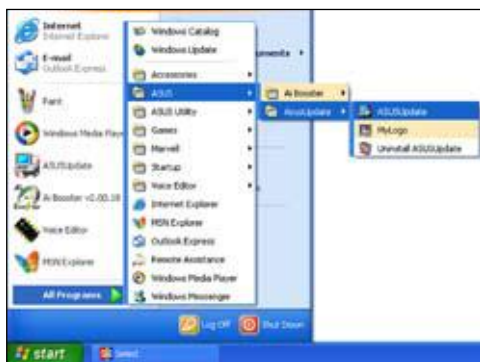 Internet
Internet Explorer
E-mail
Outlook Express
Paint
Windows Media Player
ASUSUpdate
Ai Booster v2.00.18
Voice Editor
MSN Explorer
All Programs
Windows Catalog
Windows Update
Accessories
ASUS
ASUS Utility
Games
Marvell
Startup
Voice Editor
Internet Explorer
MSN Explorer
Outlook Express
Remote Assistance
Windows Media Player
Windows Messenger
uments
Ai Booster
AsusUpdate
ASUSUpdate
MyLogo
Uninstall ASUSUpdate
Log Off
Shut Down
start